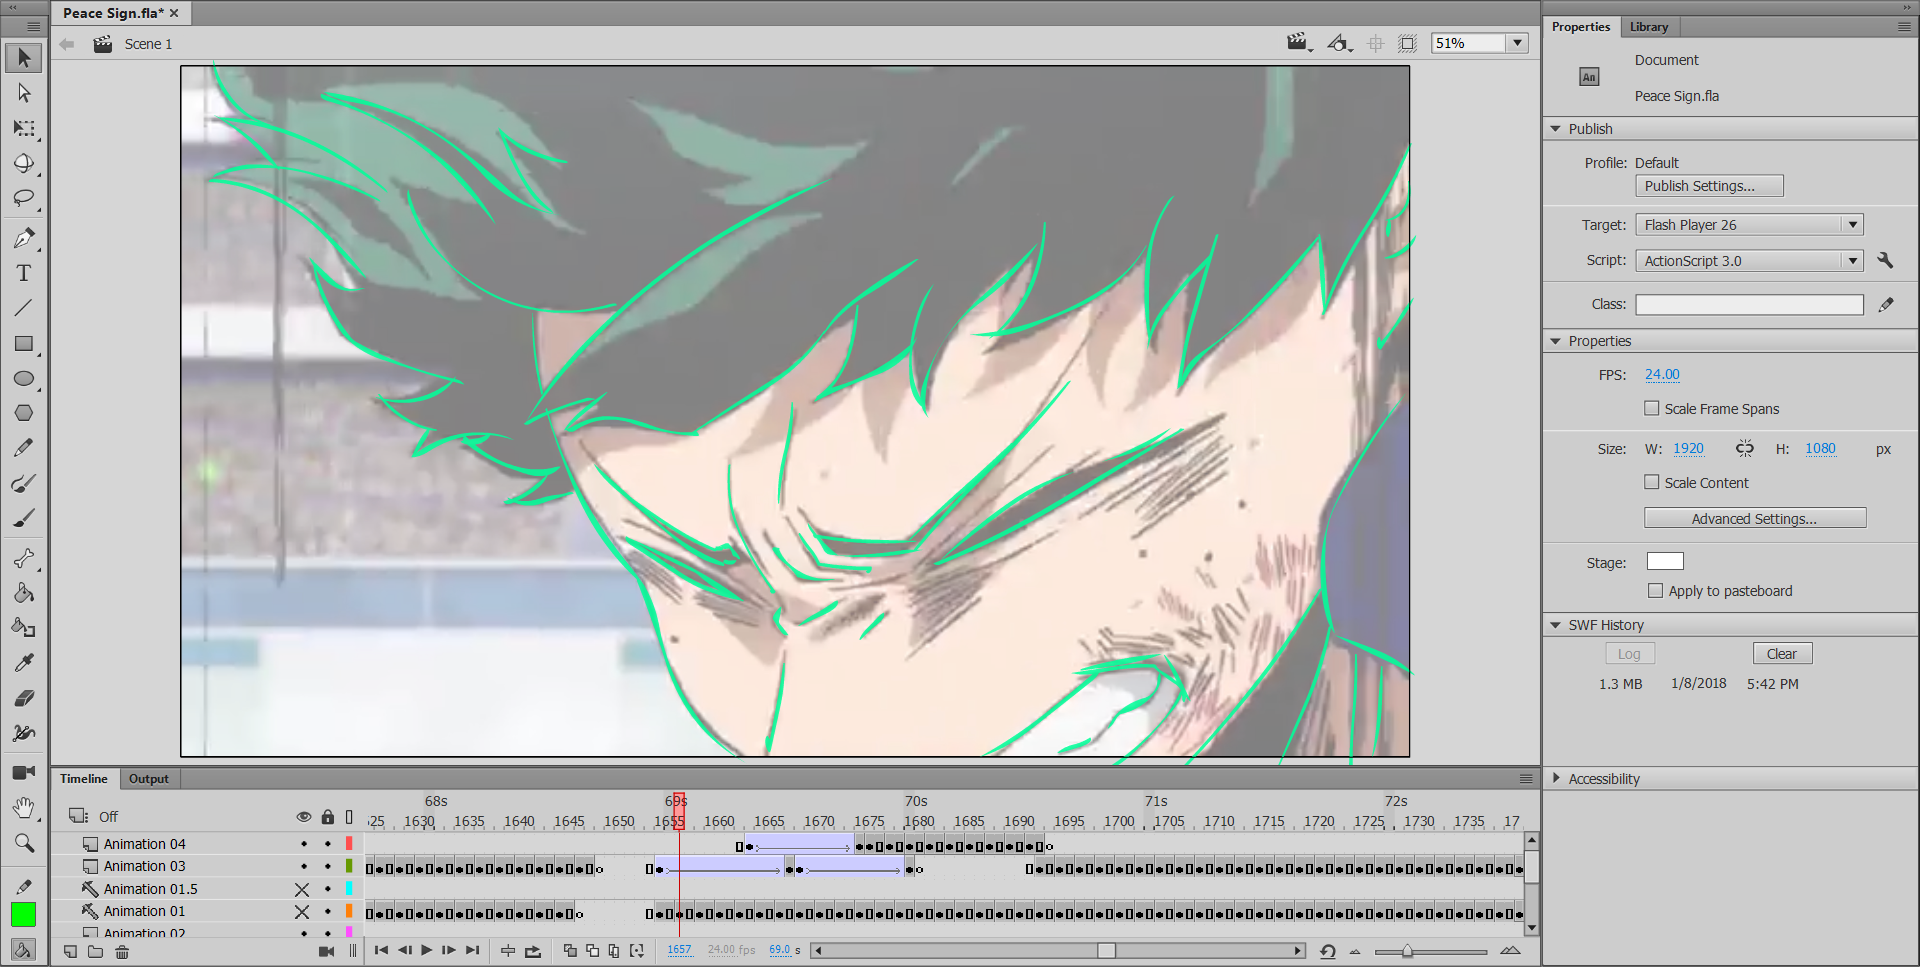 Peace Sign.fla*
Scene 1
51%
Properties Library
Document
An
Peace Sign.fla
Publish
Profile: Default
Publish Settings...
Target: Flash Player 26
Script: ActionScript 3.0
Class:
Properties
FPS: 24.00
Scale Frame Spans
Size: W: 1920 H: 1080 px
Scale Content
Advanced Settings...
Stage:
Apply to pasteboard
SWF History
Log Clear
1.3 MB 1/8/2018 5:42 PM
Accessibility
Timeline Output
68s 69s 70s 71s 72s
Off
625 1630 1635 1640 1645 1650 1655 1660 1665 1670 1675 1680 1685 1690 1695 1700 1705 1710 1715 1720 1725 1730 1735 17
Animation 04
Animation 03
Animation 01.5
Animation 01
Animation 02
1657 24.00 fps 69.0 s
T